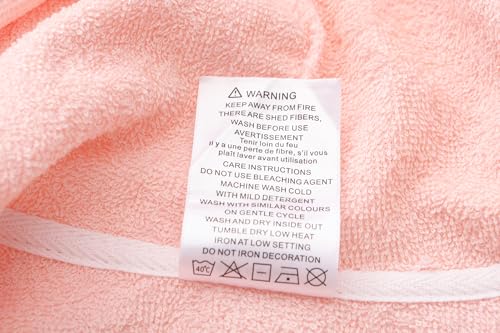 WARNING
KEEP AWAY FROM FIRE
THERE ARE SHED FIBERS,
WASH BEFORE USE
AVERTISSEMENT
Tenir loin du feu
il y a une perte de fibre, s'il vous
plaît laver avant utilisation
CARE INSTRUCTIONS
DO NOT USE BLEACHING AGENT
MACHINE WASH COLD
WITH MILD DETERGENT
WASH WITH SIMILAR COLOURS
ON GENTLE CYCLE
WASH AND DRY INSIDE OUT
TUMBLE DRY LOW HEAT
IRON AT LOW SETTING
DO NOT IRON DECORATION
40°C